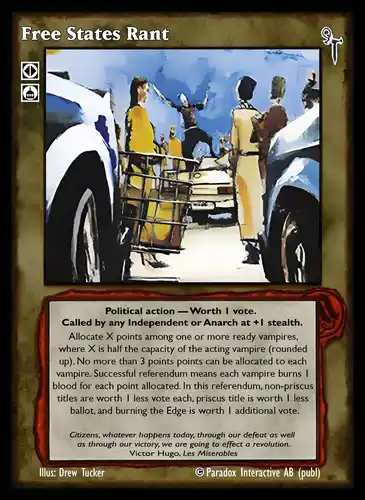 Free States Rant
Political action — Worth 1 vote.
Called by any Independent or Anarch at +1 stealth.
Allocate X points among one or more ready vampires,
where X is half the capacity of the acting vampire (rounded
up). No more than 3 points points can be allocated to each
vampire. Successful referendum means each vampire burns 1
blood for each point allocated. In this referendum, non-priscus
titles are worth 1 less vote each, priscus title is worth 1 less
ballot, and burning the Edge is worth 1 additional vote.
Citizens, whatever happens today, through our defeat as well
as through our victory, we are going to effect a revolution.
Victor Hugo, Les Miserables
Illus: Drew Tucker
© Paradox Interactive AB (publ)